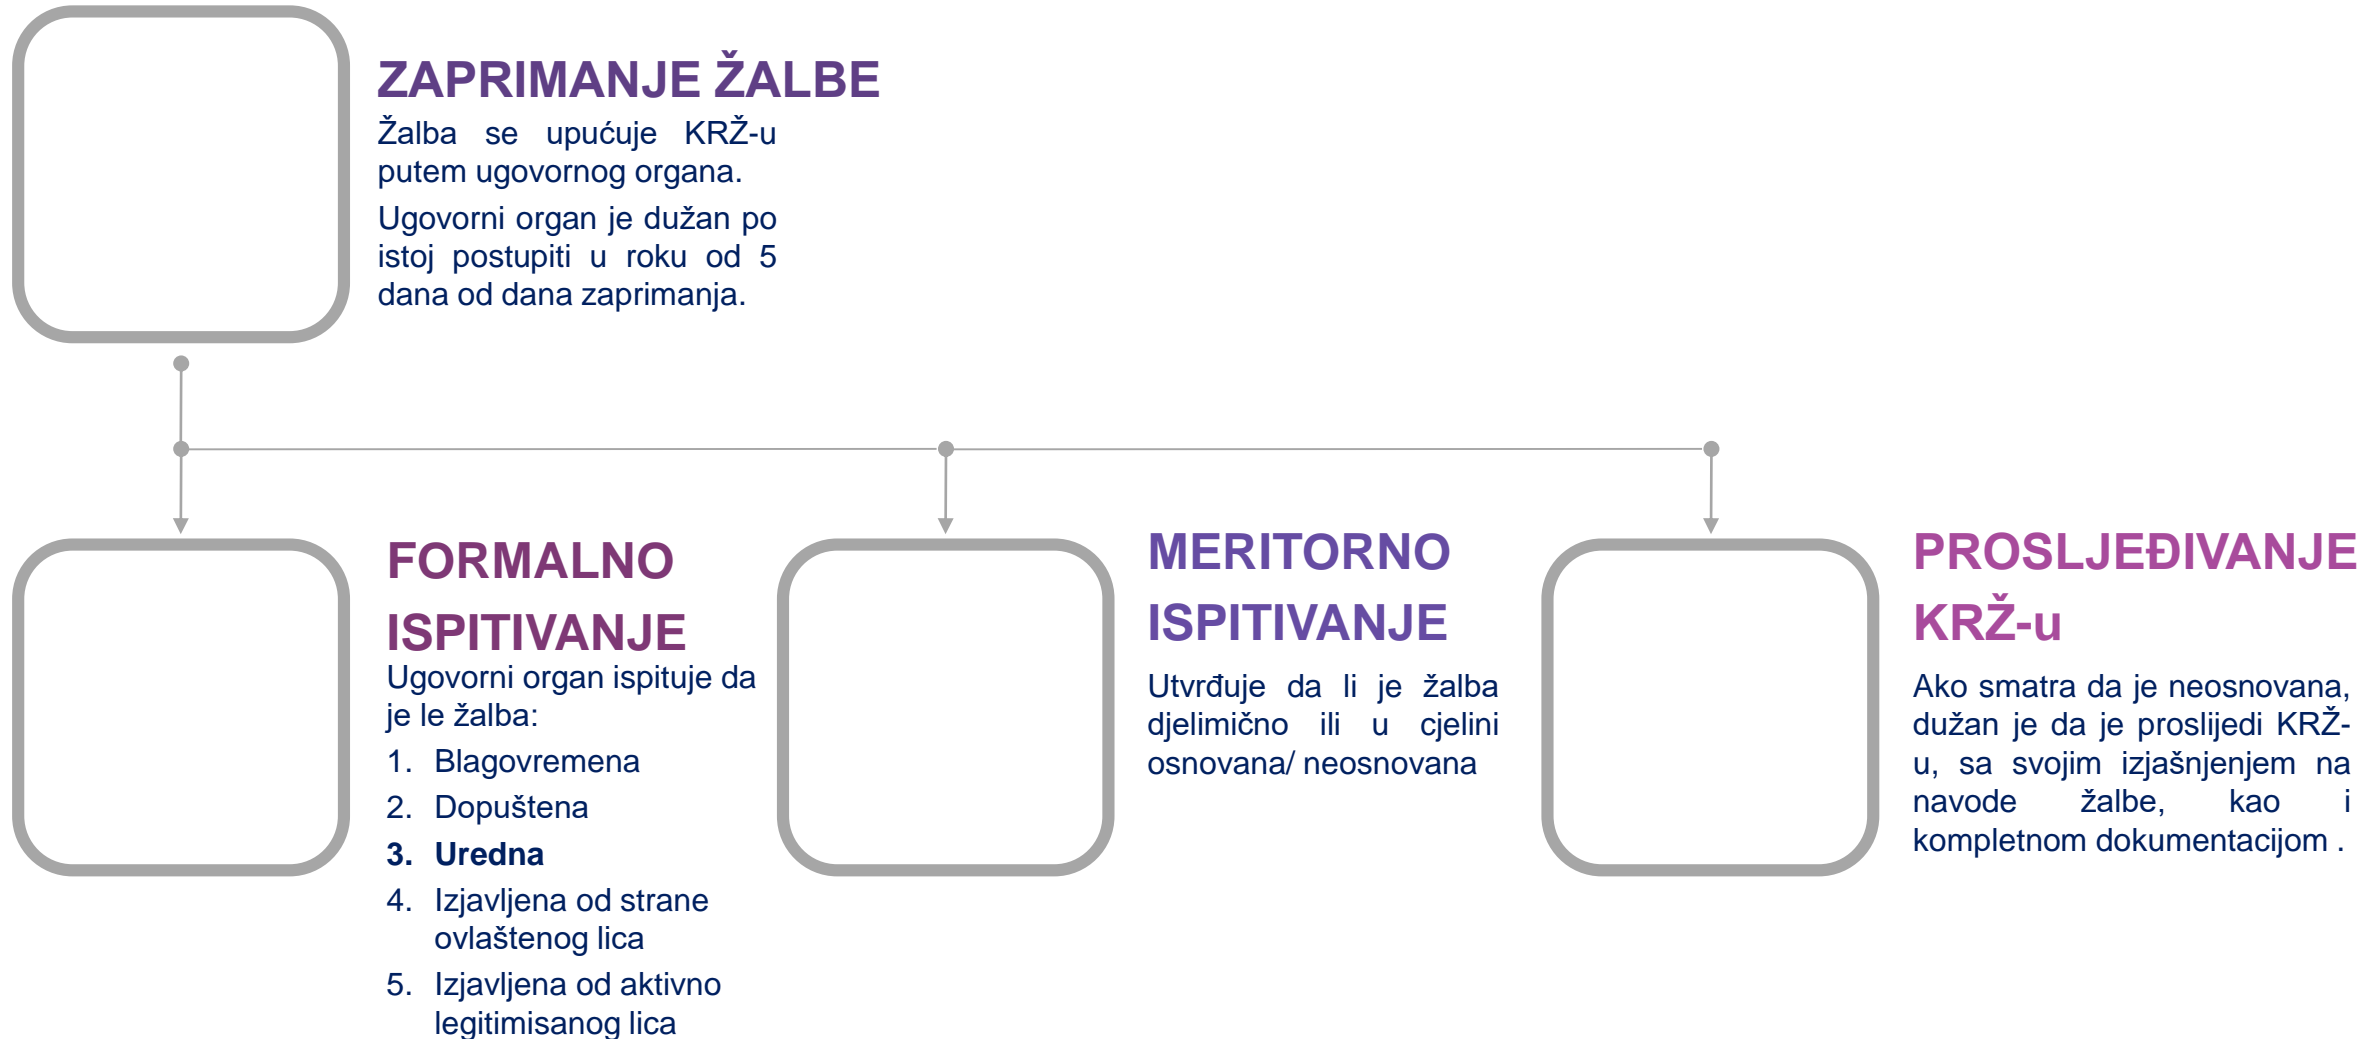 ZAPRIMANJE ŽALBE
Žalba se upućuje KRŽ-u
putem ugovornog organa.
Ugovorni organ je dužan po
istoj postupiti u roku od 5
dana od dana zaprimanja.
FORMALNO
ISPITIVANJE
Ugovorni organ ispituje da
je le žalba:
1. Blagovremena
2. Dopuštena
3. Uredna
4. Izjavljena od strane
ovlaštenog lica
5. Izjavljena od aktivno
legitimisanog lica
MERITORNO
ISPITIVANJE
Utvrđuje da li je žalba
djelimično ili u cjelini
osnovana/ neosnovana
PROSLJEĐIVANJE
KRŽ-u
Ako smatra da je neosnovana,
dužan je da je proslijedi KRŽ-
u, sa svojim izjašnjenjem na
navode žalbe, kao i
kompletnom dokumentacijom .